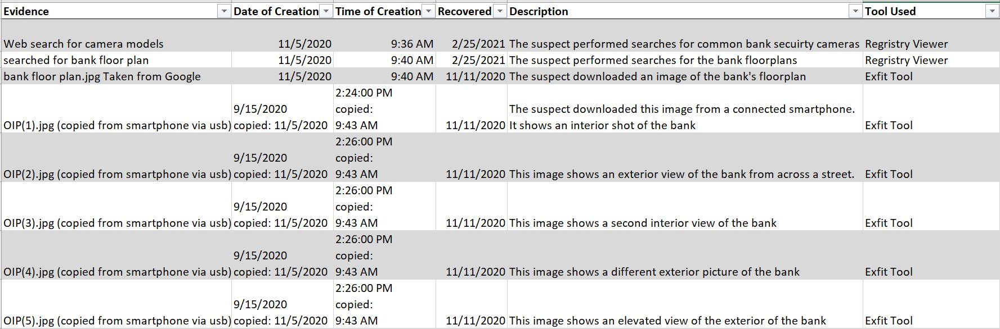 Evidence Date of Creation Time of Creation Recovered Description Tool Used
Web search for camera models 11/5/2020 9:36 AM 2/25/2021 The suspect performed searches for common bank secuirty cameras Regristry Viewer
searched for bank floor plan 11/5/2020 9:40 AM 2/25/2021 The suspect performed searches for the bank floorplans Regristry Viewer
bank floor plan.jpg Taken from Google 11/5/2020 9:40 AM 11/11/2020 The suspect downloaded an image of the bank's floorplan Exfit Tool
2:24:00 PM
9/15/2020 copied: The suspect downloaded this image from a connected smartphone.
OIP(1).jpg (copied from smartphone via usb) copied: 11/5/2020 9:43 AM 11/11/2020 It shows an interior shot of the bank Exfit Tool
2:26:00 PM
9/15/2020 copied:
OIP(2).jpg (copied from smartphone via usb) copied: 11/5/2020 9:43 AM 11/11/2020 This image shows an exterior view of the bank from across a street. Exfit Tool
2:26:00 PM
9/15/2020 copied:
OIP(3).jpg (copied from smartphone via usb) copied: 11/5/2020 9:43 AM 11/11/2020 This image shows a second interior view of the bank Exfit Tool
2:26:00 PM
9/15/2020 copied:
OIP(4).jpg (copied from smartphone via usb) copied: 11/5/2020 9:43 AM 11/11/2020 This image shows a different exterior picture of the bank Exfit Tool
2:26:00 PM
9/15/2020 copied:
OIP(5).jpg (copied from smartphone via usb) copied: 11/5/2020 9:43 AM 11/11/2020 This image shows an elevated view of the exterior of the bank Exfit Tool